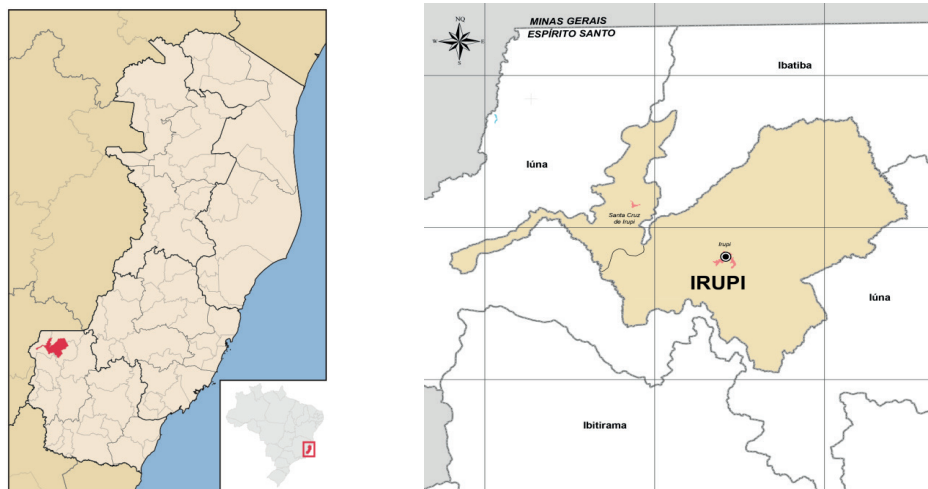 NQ
W
E
S
MINAS GERAIS
ESPÍRITO SANTO
Ibatiba
Iúna
Santa Cruz
de Irupi
Irupi
IRUPI
Iúna
Ibitirama